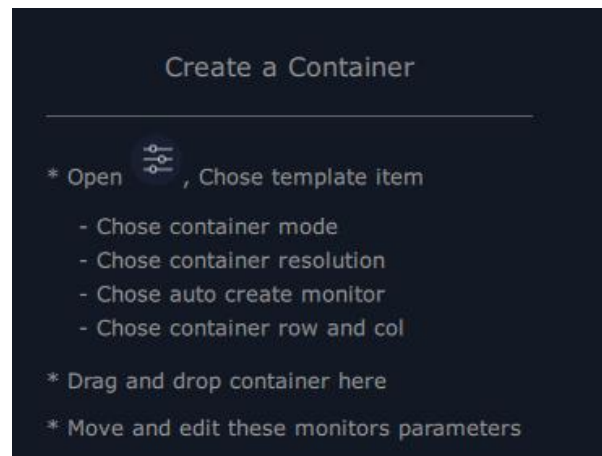 Create a Container
* Open , Chose template item
- Chose container mode
- Chose container resolution
- Chose auto create monitor
- Chose container row and col
* Drag and drop container here
* Move and edit these monitors parameters